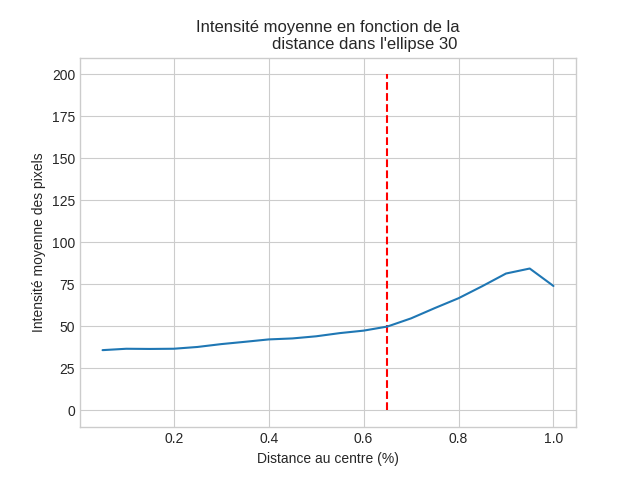 Intensité moyenne en fonction de la
distance dans l'ellipse 30
Intensité moyenne des pixels
200
175
150
125
100
75
50
25
0
0.2 0.4 0.6 0.8 1.0
Distance au centre (%)